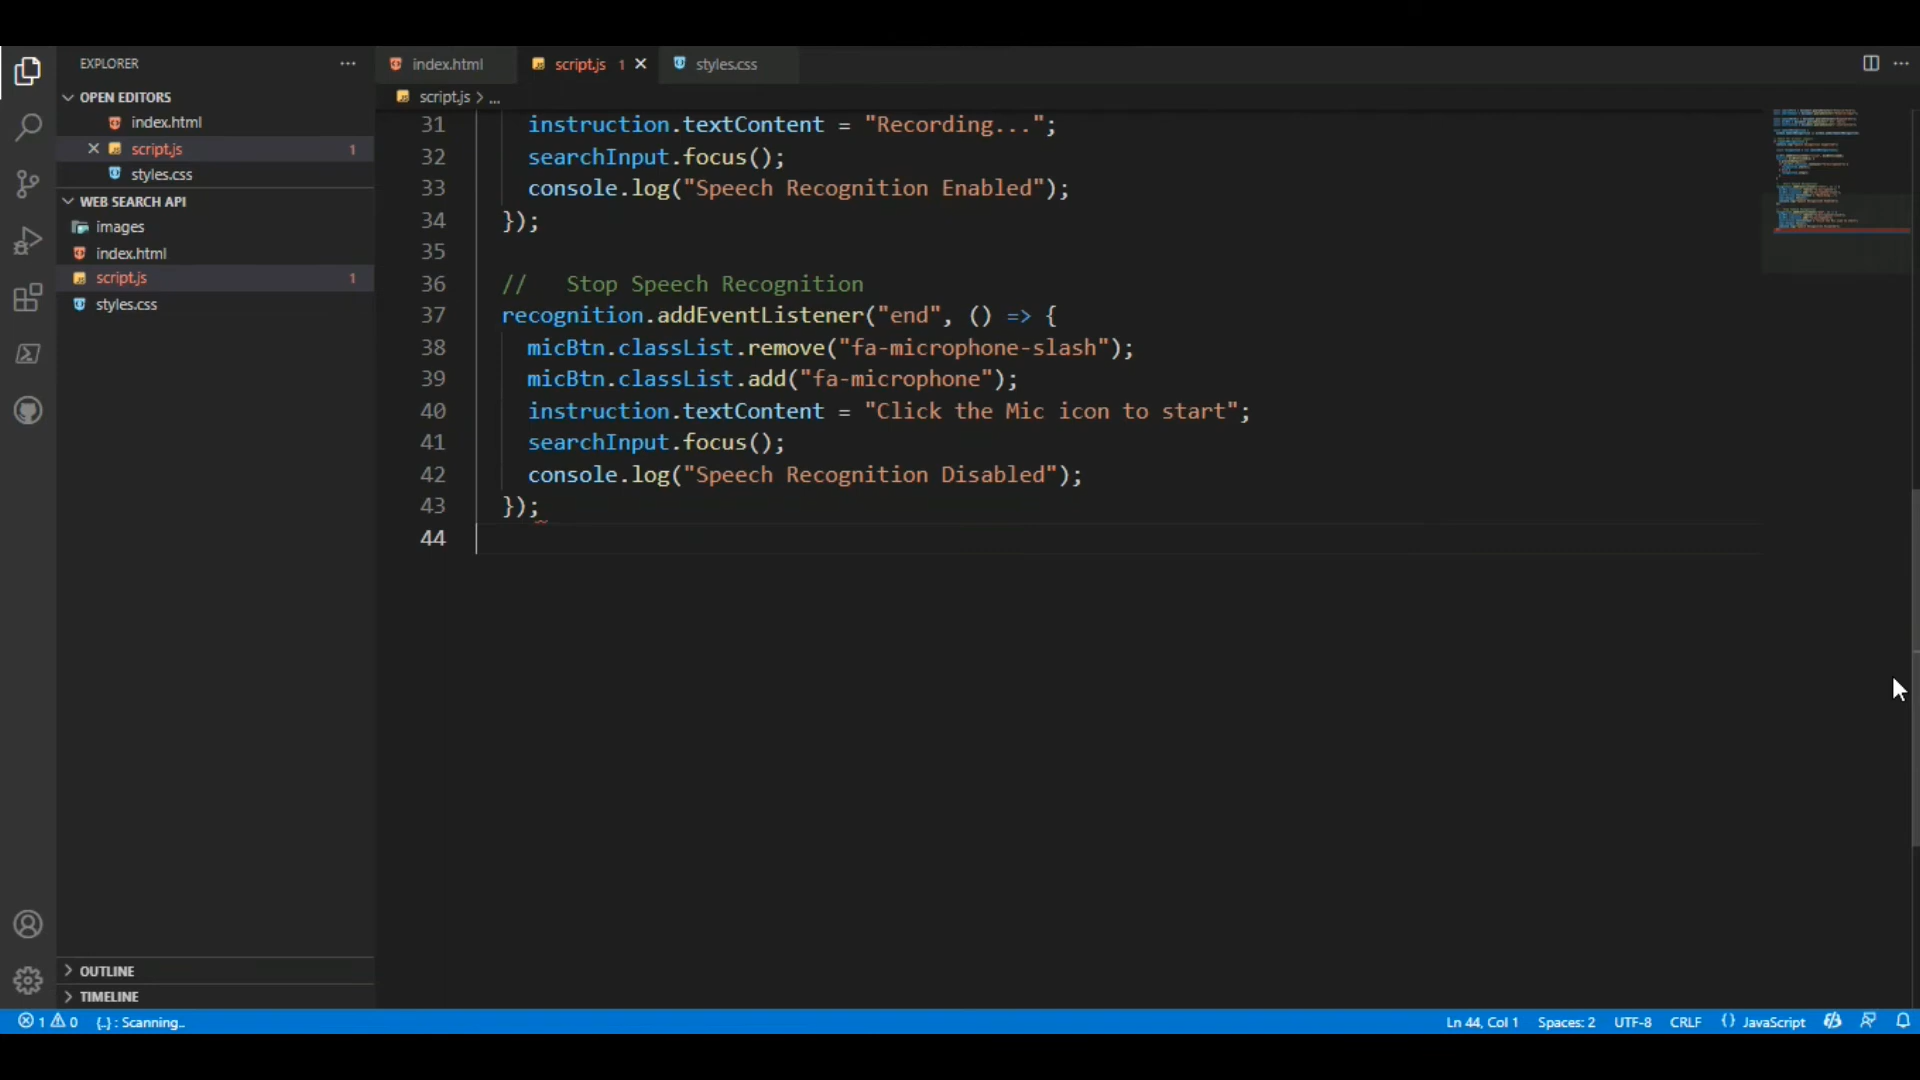 EXPLORER
OPEN EDITORS
index.html
script.js 1
styles.css
WEB SEARCH API
images
index.html
script.js 1
styles.css
OUTLINE
TIMELINE
index.html
script.js 1
styles.css
script.js > ...
31 instruction.textContent = "Recording...";
32 searchInput.focus();
33 console.log("Speech Recognition Enabled");
34 });
35
36 //   Stop Speech Recognition
37 recognition.addEventListener("end", () => {
38 micBtn.classList.remove("fa-microphone-slash");
39 micBtn.classList.add("fa-microphone");
40 instruction.textContent = "Click the Mic icon to start";
41 searchInput.focus();
42 console.log("Speech Recognition Disabled");
43 });
44
1 0 {..} : Scanning.. Ln 44, Col 1 Spaces: 2 UTF-8 CRLF {} JavaScript